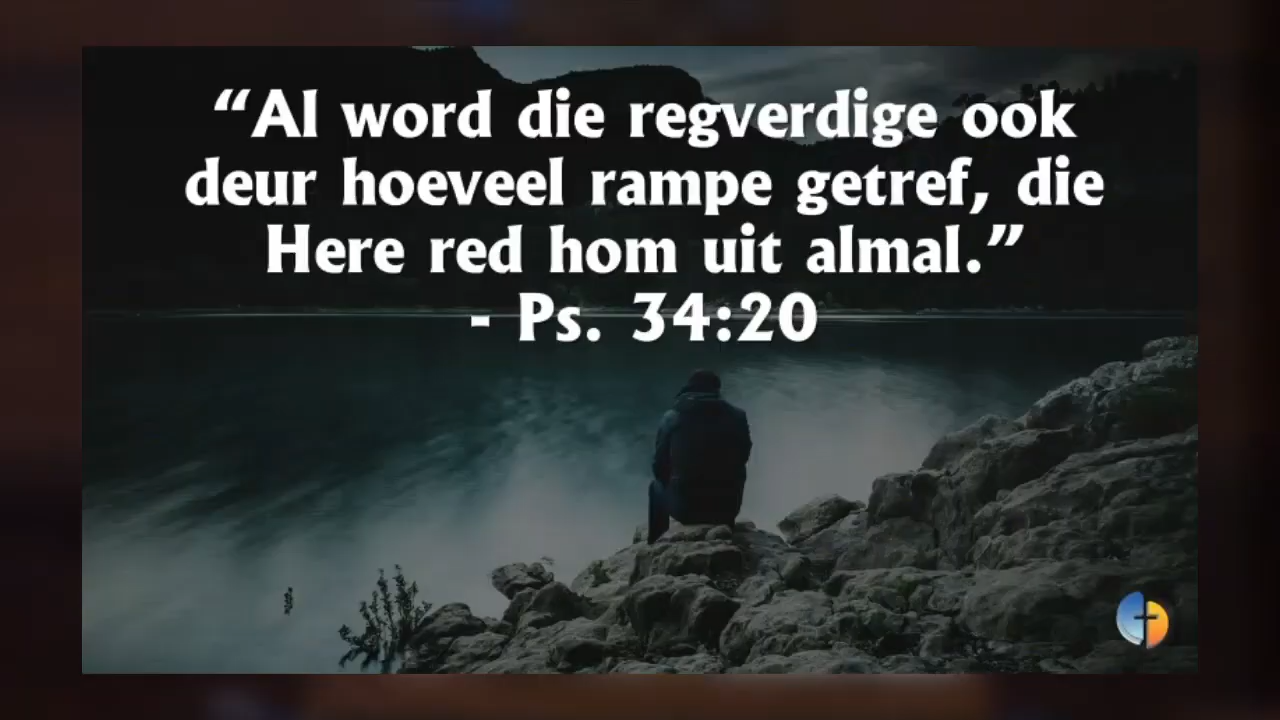 “Al word die regverdige ook
deur hoeveel rampe getref, die
Here red hom uit almal.”
- Ps. 34:20